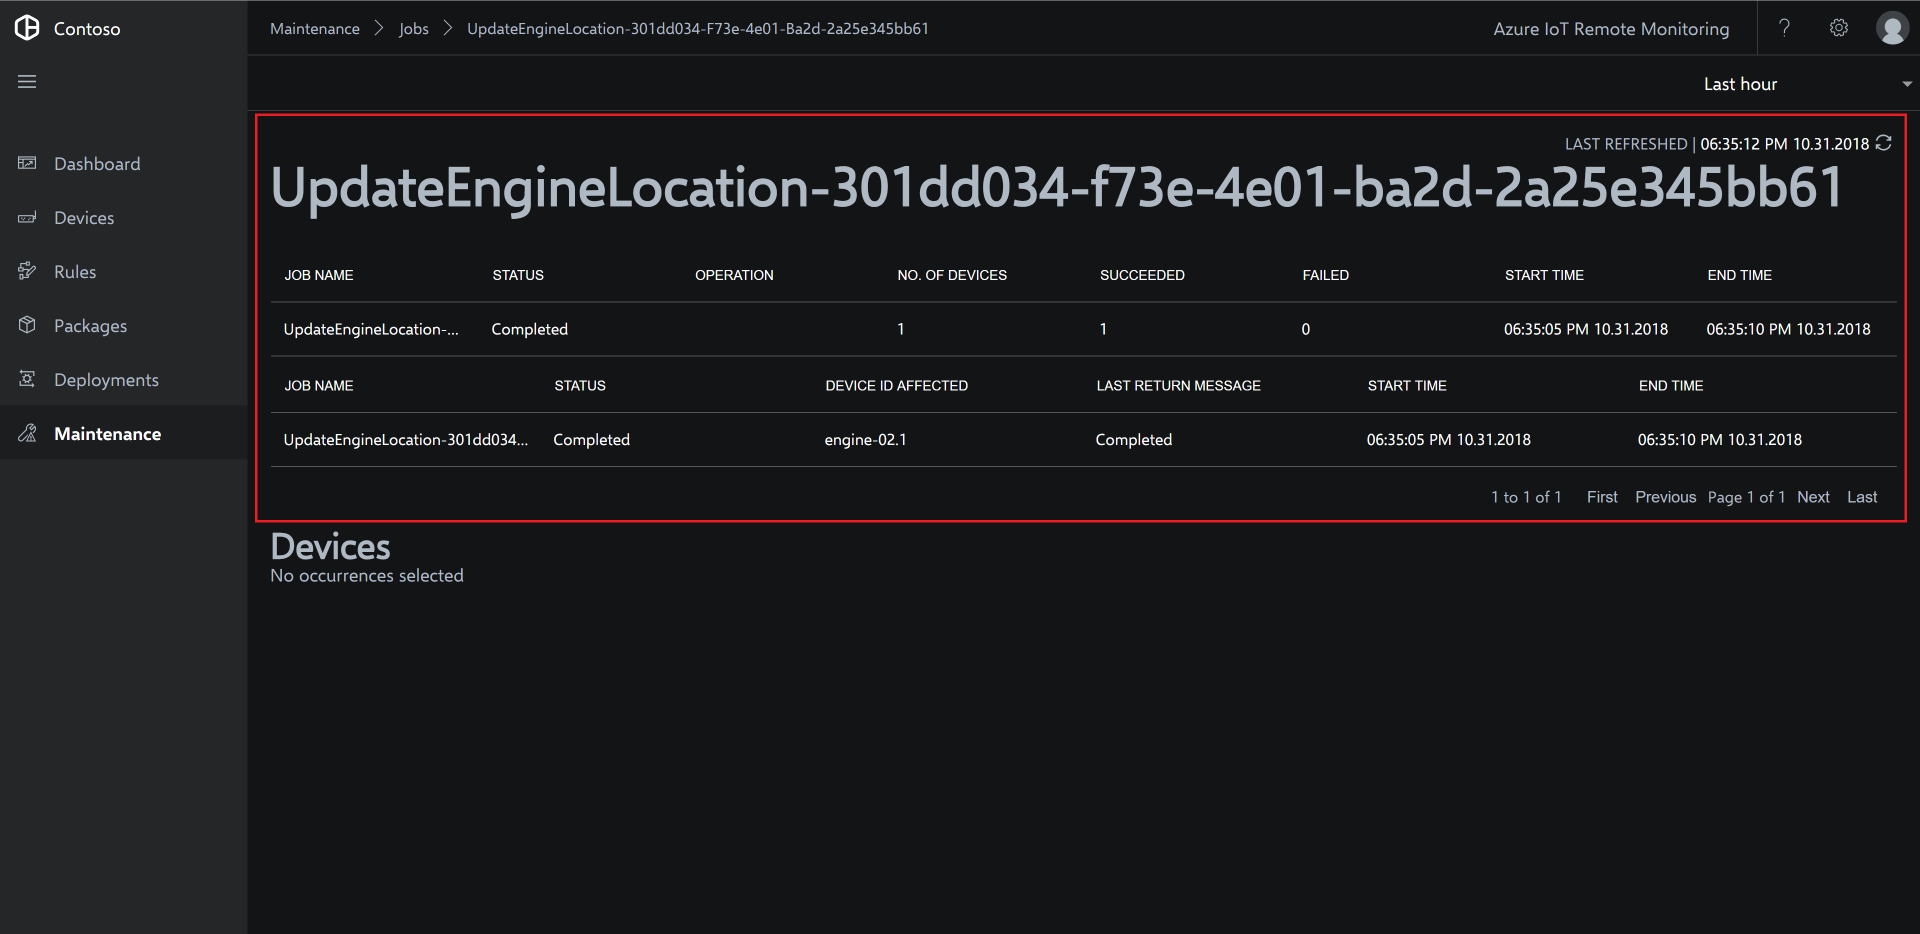 Contoso
Maintenance Jobs UpdateEngineLocation-301dd034-F73e-4e01-Ba2d-2a25e345bb61
Azure IoT Remote Monitoring ?
Last hour
Dashboard
Devices
Rules
Packages
Deployments
Maintenance
LAST REFRESHED | 06:35:12 PM 10.31.2018
UpdateEngineLocation-301dd034-f73e-4e01-ba2d-2a25e345bb61
JOB NAME STATUS OPERATION NO. OF DEVICES SUCCEEDED FAILED START TIME END TIME
UpdateEngineLocation-... Completed 1 1 0 06:35:05 PM 10.31.2018 06:35:10 PM 10.31.2018
JOB NAME STATUS DEVICE ID AFFECTED LAST RETURN MESSAGE START TIME END TIME
UpdateEngineLocation-301dd034... Completed engine-02.1 Completed 06:35:05 PM 10.31.2018 06:35:10 PM 10.31.2018
1 to 1 of 1 First Previous Page 1 of 1 Next Last
Devices
No occurrences selected